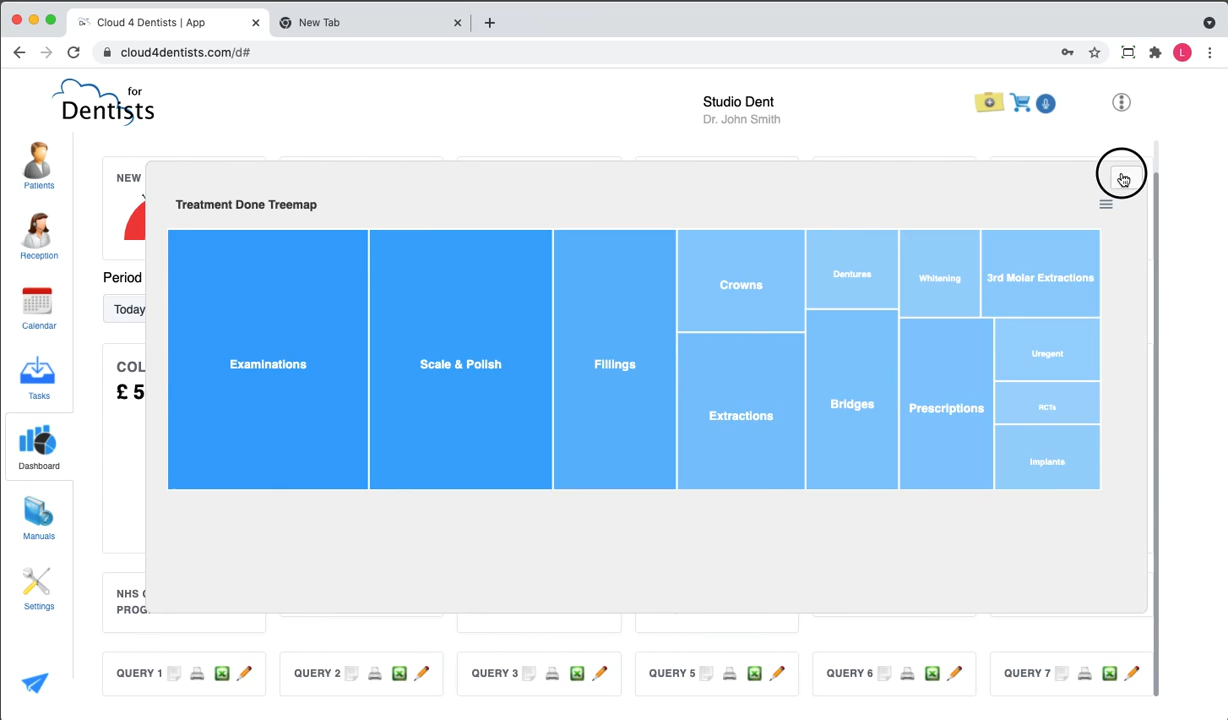 Cloud 4 Dentists | App
New Tab
cloud4dentists.com/d#
L
for
Dentists
Studio Dent
Dr. John Smith
Patients
Reception
Calendar
Tasks
Dashboard
Manuals
Settings
NEW
Period
Today
COL
£ 5
NHS C
PROG.
Treatment Done Treemap
Examinations
Scale & Polish
Fillings
Crowns
Extractions
Dentures
Bridges
Whitening
3rd Molar Extractions
Prescriptions
Uregent
RCTs
Implants
QUERY 1
QUERY 2
QUERY 3
QUERY 5
QUERY 6
QUERY 7